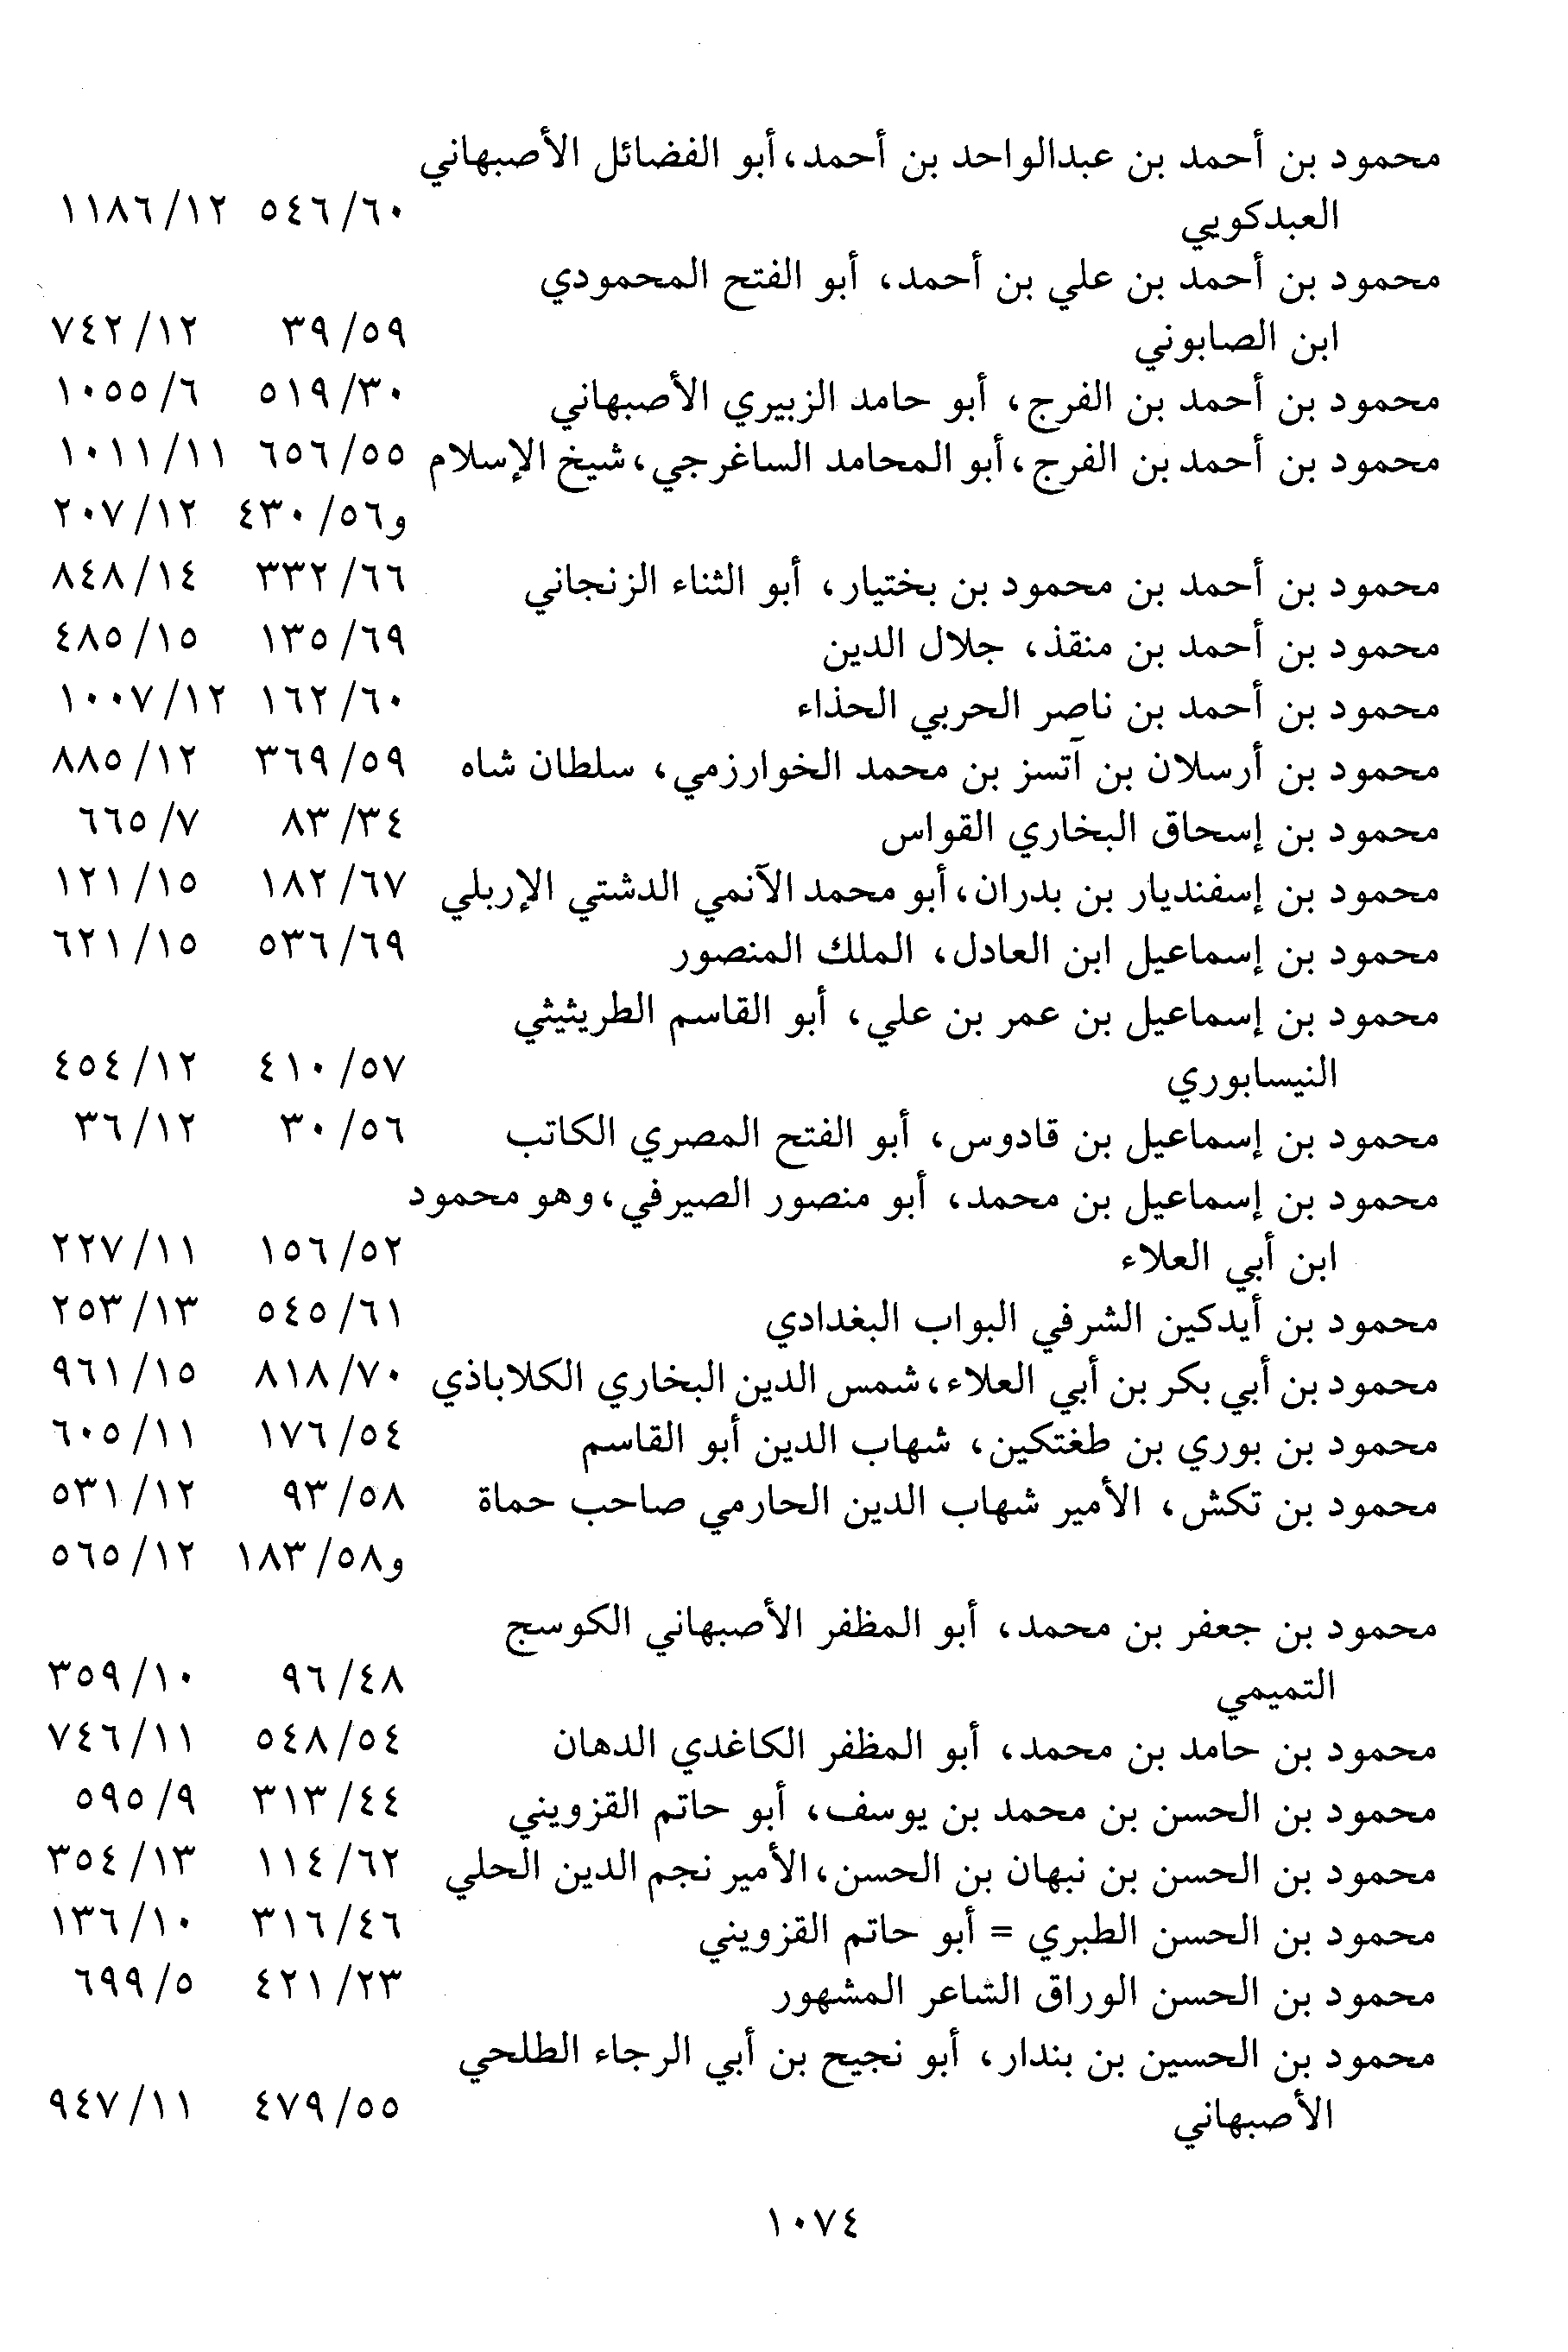 محمود بن أحمد بن عبدالواحد بن أحمد، أبو الفضائل الأصبهاني
العبدكويي ٥٤٦/٦٠ ١١٨٦/١٢
محمود بن أحمد بن علي بن أحمد، أبو الفتح المحمودي
ابن الصابوني ٣٩/٥٩ ٧٤٢/١٢
محمود بن أحمد بن الفرج، أبو حامد الزبيري الأصبهاني ٥١٩/٣٠ ١٠٥٥/٦
محمود بن أحمد بن الفرج، أبو المحامد الساغرجي، شيخ الإسلام ٦٥٦/٥٥ ١٠١١/١١
و٤٣٠/٥٦ ٢٠٧/١٢
محمود بن أحمد بن محمود بن بختيار، أبو الثناء الزنجاني ٣٣٢/٦٦ ٨٤٨/١٤
محمود بن أحمد بن منقذ، جلال الدين ١٣٥/٦٩ ٤٨٥/١٥
محمود بن أحمد بن ناصر الحربي الحذاء ١٦٢/٦٠ ١٠٠٧/١٢
محمود بن أرسلان بن آتسز بن محمد الخوارزمي، سلطان شاه ٣٦٩/٥٩ ٨٨٥/١٢
محمود بن إسحاق البخاري القواس ٨٣/٣٤ ٦٦٥/٧
محمود بن إسفنديار بن بدران، أبو محمد الآنمي الدشتي الإربلي ١٨٢/٦٧ ١٢١/١٥
محمود بن إسماعيل ابن العادل، الملك المنصور ٥٣٦/٦٩ ٦٢١/١٥
محمود بن إسماعيل بن عمر بن علي، أبو القاسم الطريثيثي
النيسابوري ٤١٠/٥٧ ٤٥٤/١٢
محمود بن إسماعيل بن قادوس، أبو الفتح المصري الكاتب ٣٠/٥٦ ٣٦/١٢
محمود بن إسماعيل بن محمد، أبو منصور الصيرفي، وهو محمود
ابن أبي العلاء ١٥٦/٥٢ ٢٢٧/١١
محمود بن أيدكين الشرفي البواب البغدادي ٥٤٥/٦١ ٢٥٣/١٣
محمود بن أبي بكر بن أبي العلاء، شمس الدين البخاري الكلاباذي ٨١٨/٧٠ ٩٦١/١٥
محمود بن بوري بن طغتكين، شهاب الدين أبو القاسم ١٧٦/٥٤ ٦٠٥/١١
محمود بن تكش، الأمير شهاب الدين الحارمي صاحب حماة ٩٣/٥٨ ٥٣١/١٢
و١٨٣/٥٨ ٥٦٥/١٢
محمود بن جعفر بن محمد، أبو المظفر الأصبهاني الكوسج
التميمي ٩٦/٤٨ ٣٥٩/١٠
محمود بن حامد بن محمد، أبو المظفر الكاغدي الدهان ٥٤٨/٥٤ ٧٤٦/١١
محمود بن الحسن بن محمد بن يوسف، أبو حاتم القزويني ٣١٣/٤٤ ٥٩٥/٩
محمود بن الحسن بن نبهان بن الحسن، الأمير نجم الدين الحلي ١١٤/٦٢ ٣٥٤/١٣
محمود بن الحسن الطبري = أبو حاتم القزويني ٣١٦/٤٦ ١٣٦/١٠
محمود بن الحسن الوراق الشاعر المشهور ٤٢١/٢٣ ٦٩٩/٥
محمود بن الحسين بن بندار، أبو نجيح بن أبي الرجاء الطلحي
الأصبهاني ٤٧٩/٥٥ ٩٤٧/١١
١٠٧٤